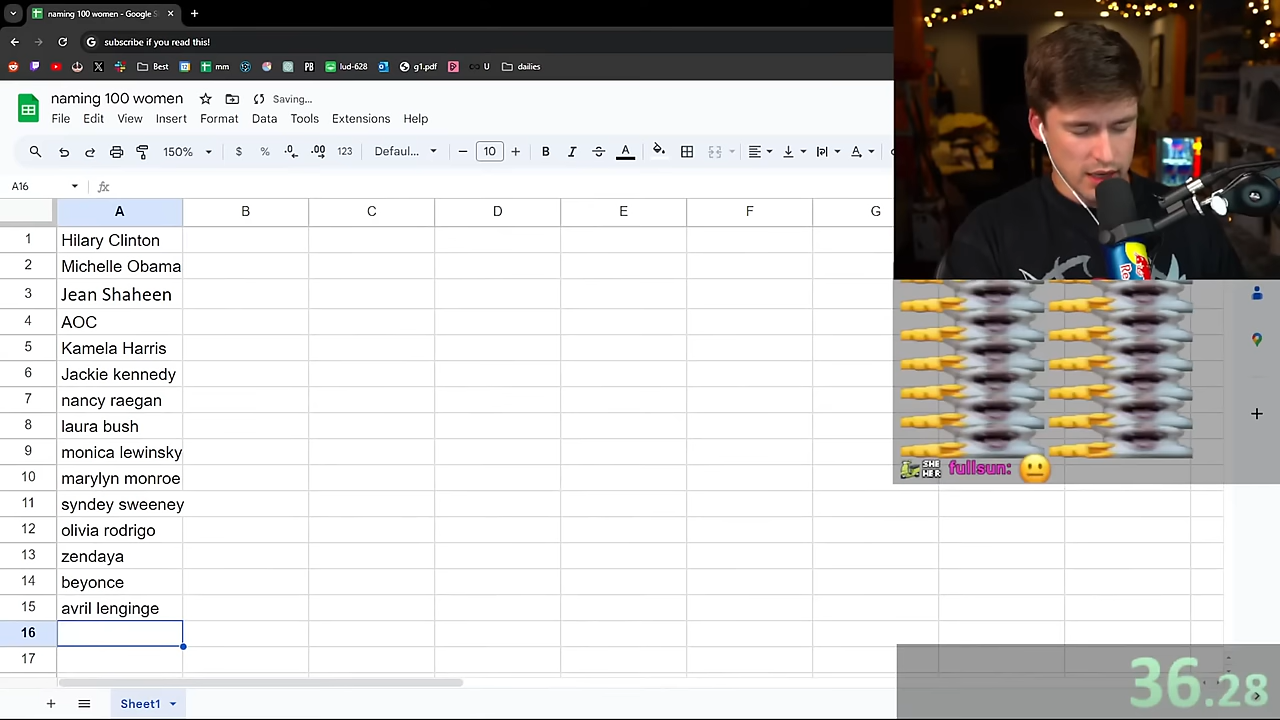 naming 100 women - Google S
subscribe if you read this!
Best
mm
lud-628
g1.pdf
U
dailies
naming 100 women
Saving...
File Edit View Insert Format Data Tools Extensions Help
150% $ % .0 .00 123 Defaul... 10 B I S A
A16 fx
A B C D E F G
1 Hilary Clinton
2 Michelle Obama
3 Jean Shaheen
4 AOC
5 Kamela Harris
6 Jackie kennedy
7 nancy raegan
8 laura bush
9 monica lewinsky
10 marylyn monroe
11 syndey sweeney
12 olivia rodrigo
13 zendaya
14 beyonce
15 avril lenginge
16
17
SHE HER fullsun:
36.28
Sheet1